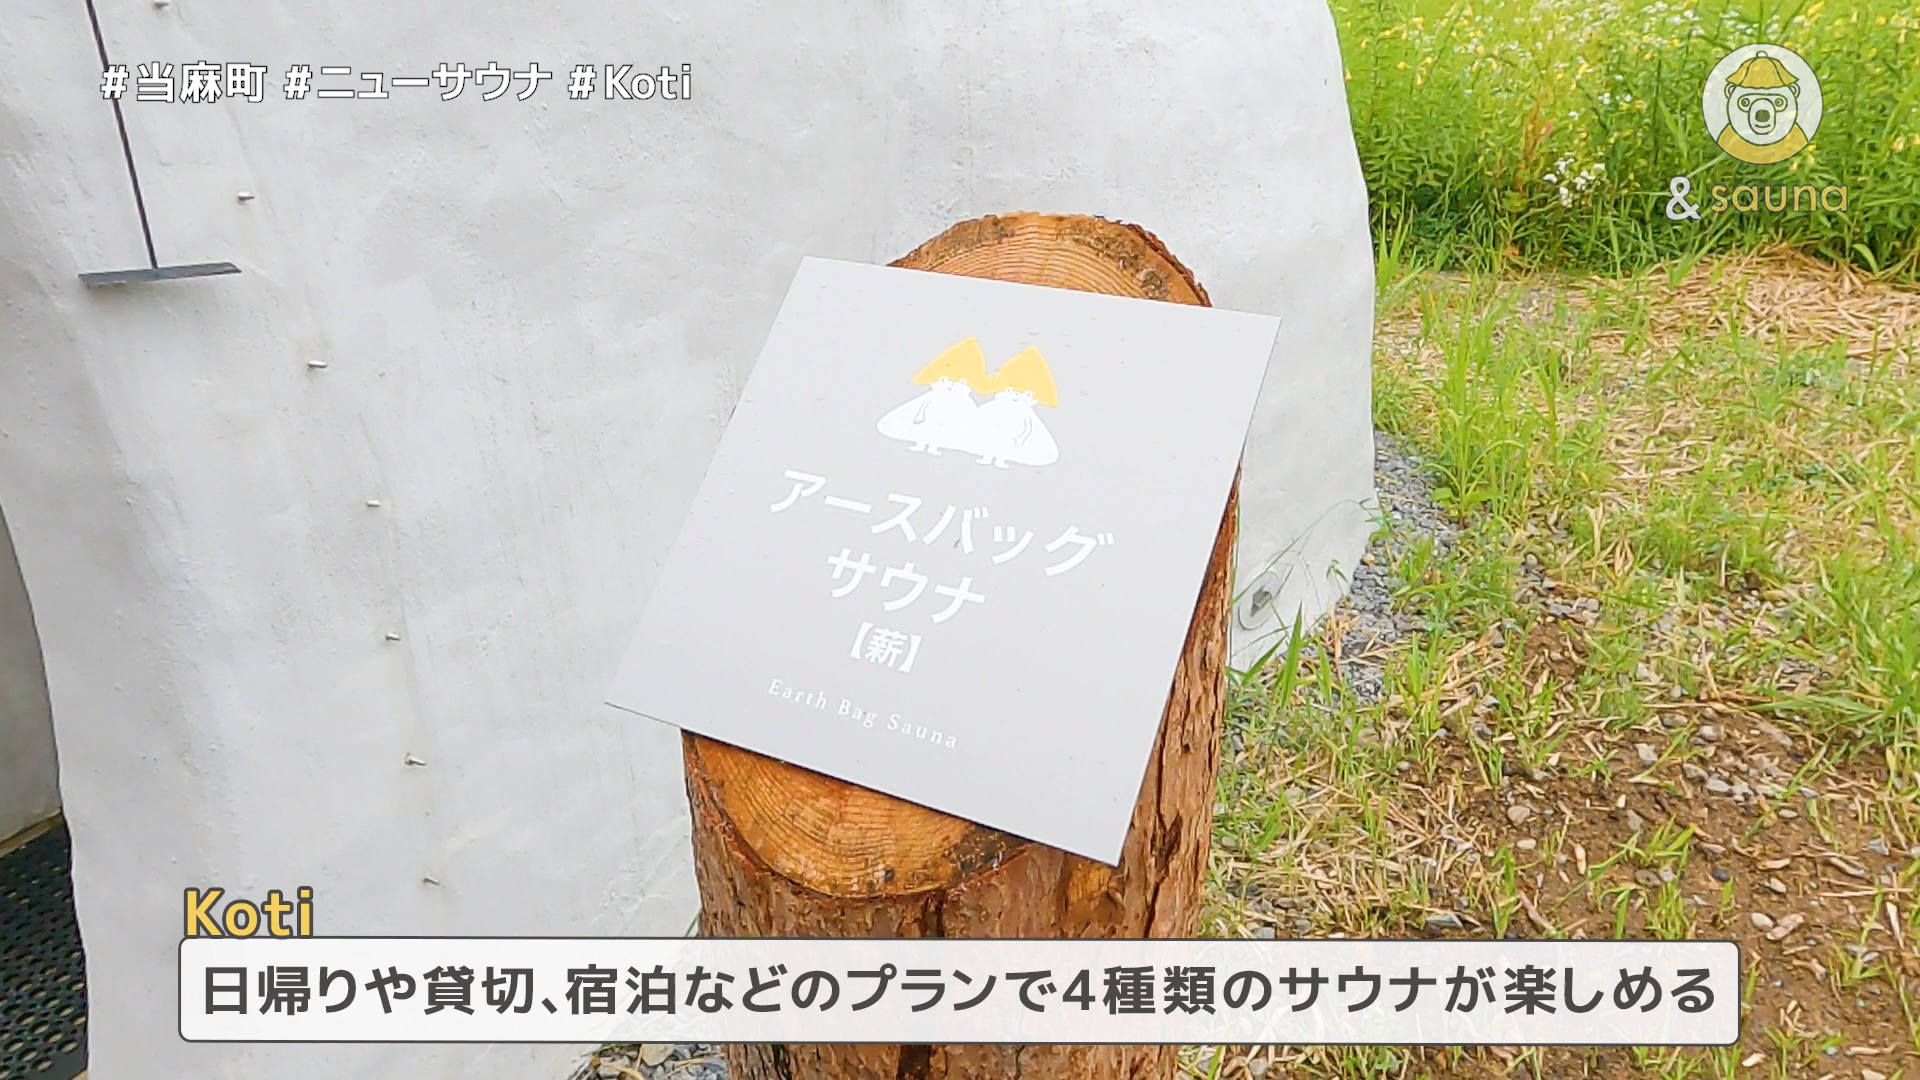 #当麻町 #ニューサウナ #Koti
& sauna
アースバッグ
サウナ
【薪】
Earth Bag Sauna
Koti
日帰りや貸切、宿泊などのプランで4種類のサウナが楽しめる